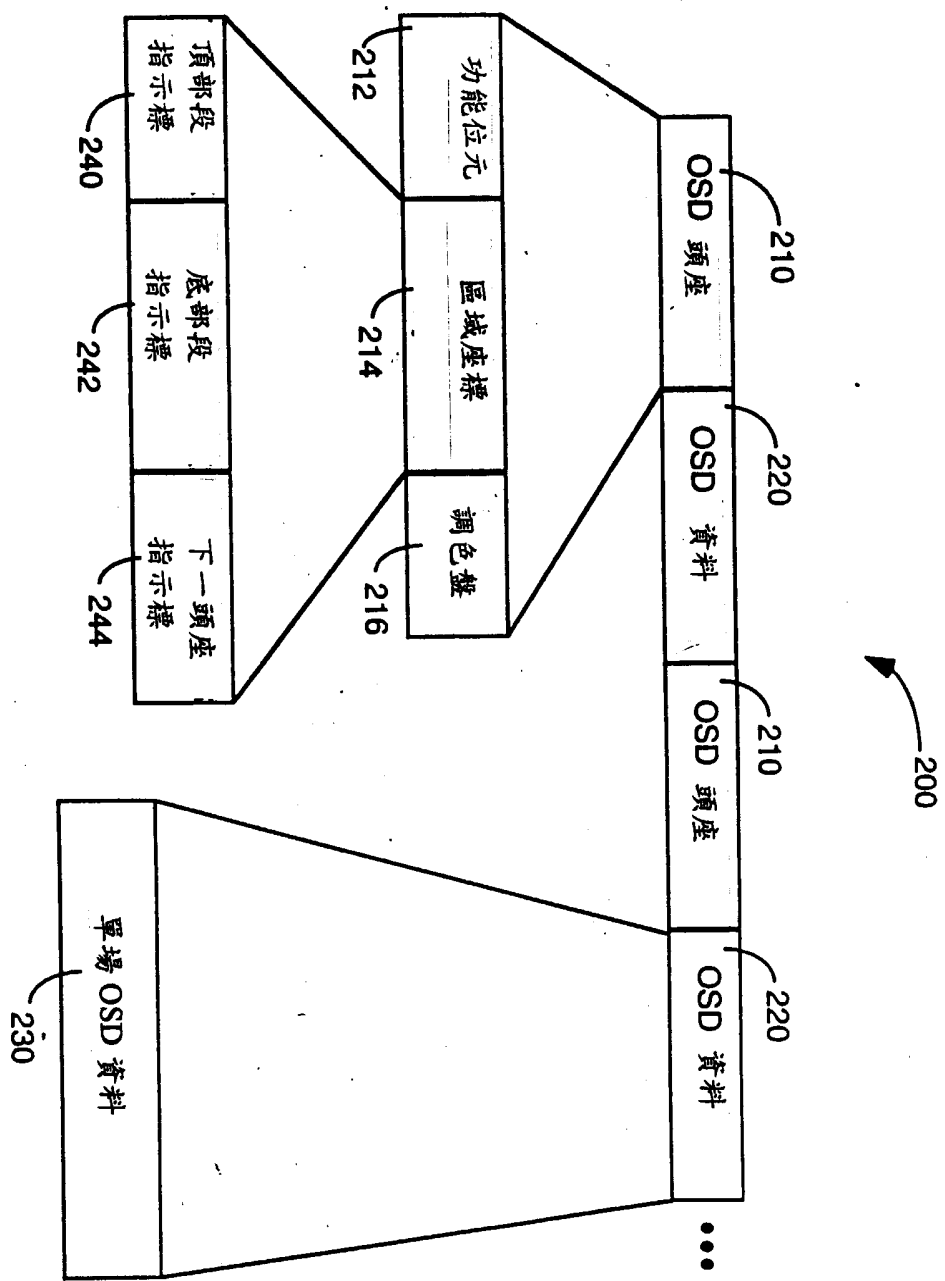 200
210
220
210
220
OSD 頭座
OSD 資料
OSD 頭座
OSD 資料
•••
功能位元
區域座標
調色盤
212
214
216
頂部段
指示標
底部段
指示標
下一頭座
指示標
240
242
244
單場 OSD 資料
230